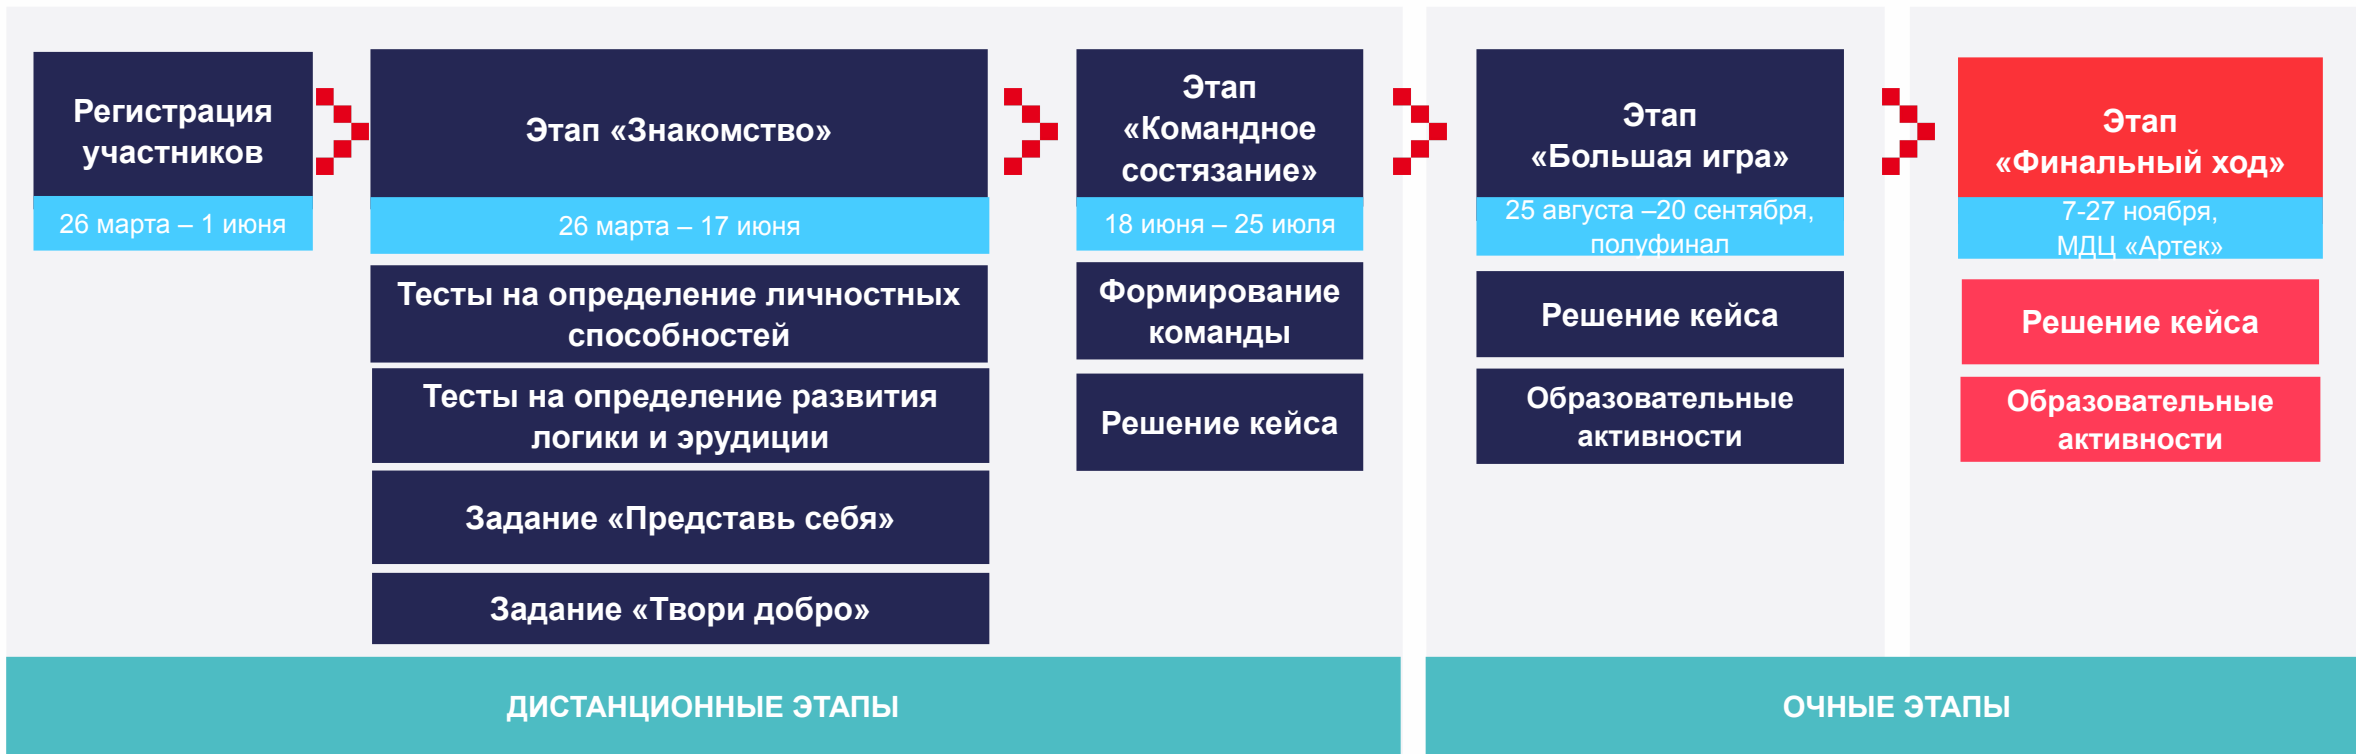 Регистрация
участников
26 марта – 1 июня
Этап «Знакомство»
26 марта – 17 июня
Тесты на определение личностных
способностей
Тесты на определение развития
логики и эрудиции
Задание «Представь себя»
Задание «Твори добро»
Этап
«Командное
состязание»
18 июня – 25 июля
Формирование
команды
Решение кейса
Этап
«Большая игра»
25 августа –20 сентября,
полуфинал
Решение кейса
Образовательные
активности
Этап
«Финальный ход»
7-27 ноября,
МДЦ «Артек»
Решение кейса
Образовательные
активности
ДИСТАНЦИОННЫЕ ЭТАПЫ
ОЧНЫЕ ЭТАПЫ